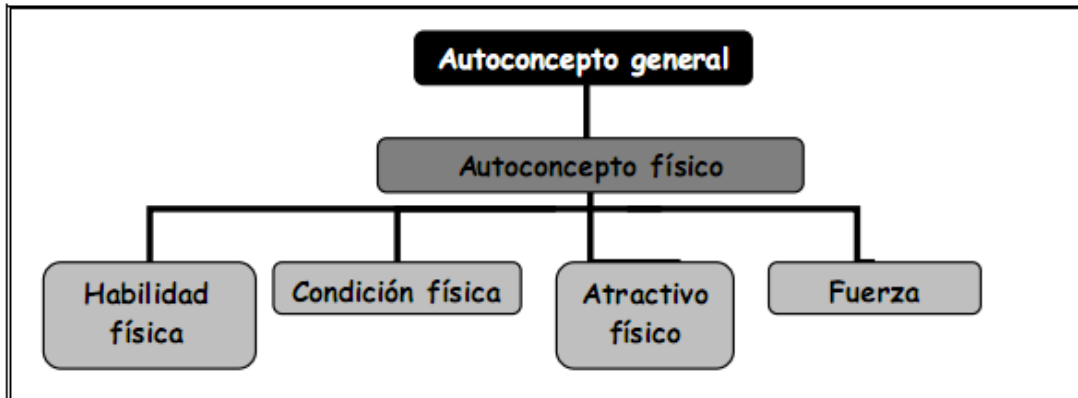 Autoconcepto general
Autoconcepto físico
Habilidad
física
Condición física
Atractivo
físico
Fuerza